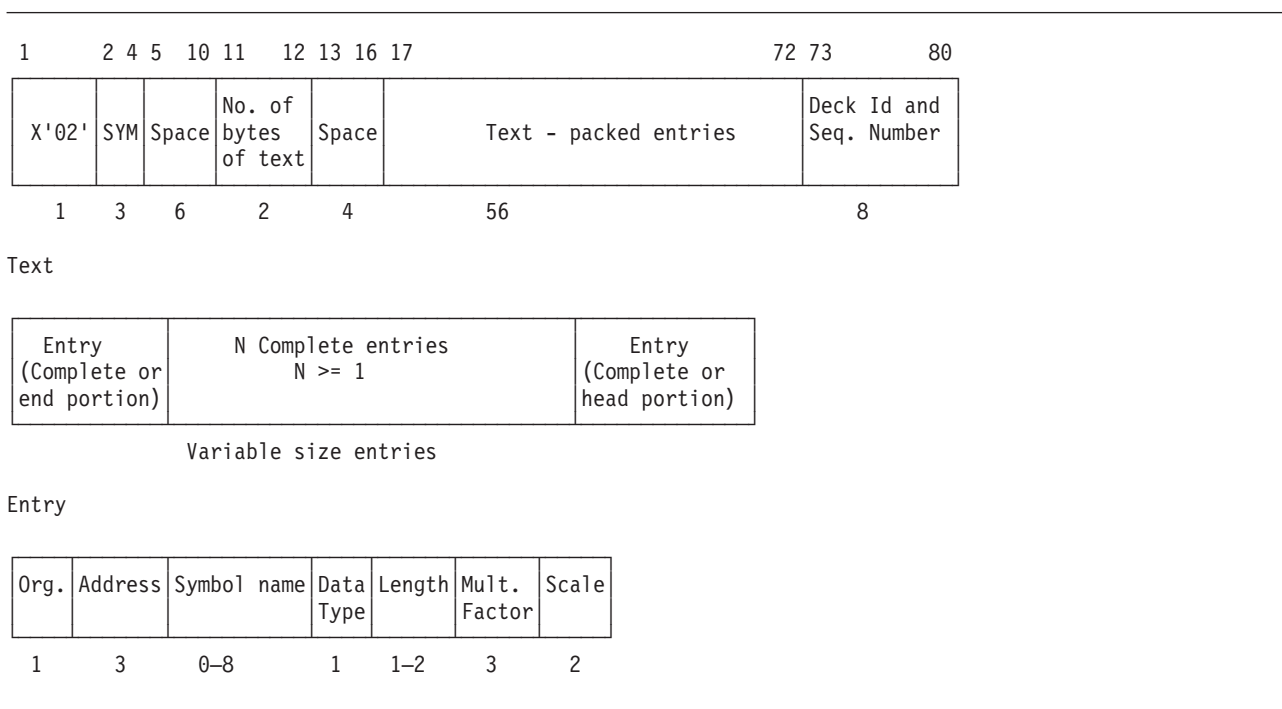 1 2 4 5 10 11 12 13 16 17 72 73 80
No. of Deck Id and
X'02' SYM Space bytes Space Text - packed entries Seq. Number
of text
1 3 6 2 4 56 8
Text
Entry N Complete entries Entry
(Complete or N >= 1 (Complete or
end portion) head portion)
Variable size entries
Entry
Org. Address Symbol name Data Length Mult. Scale
Type Factor
1 3 0–8 1 1–2 3 2